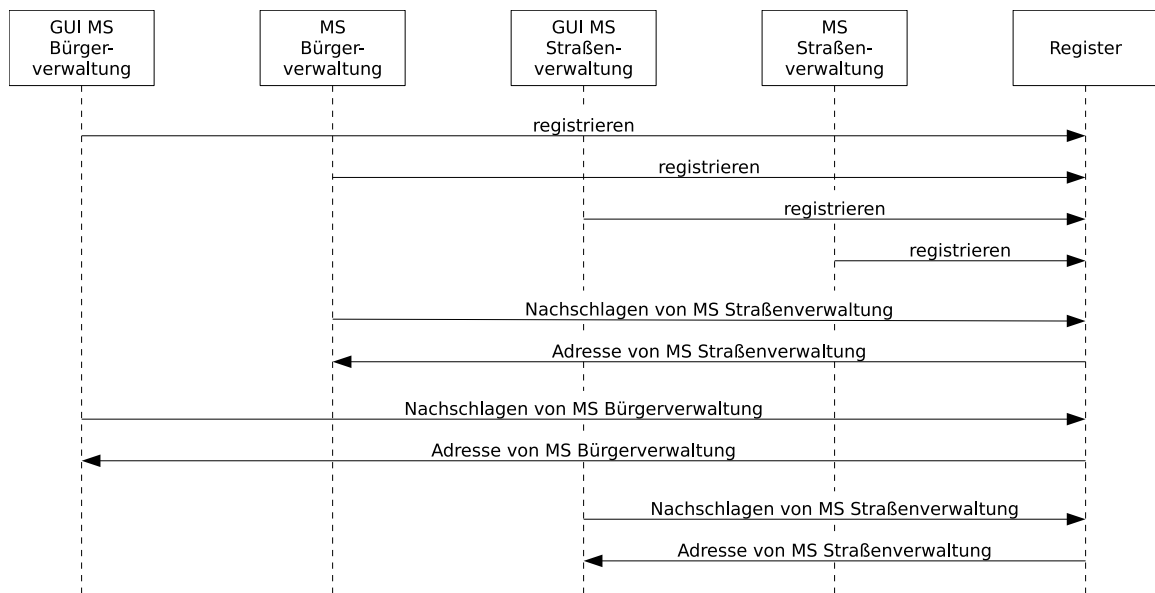 GUI MS
Bürger-
verwaltung
MS
Bürger-
verwaltung
GUI MS
Straßen-
verwaltung
MS
Straßen-
verwaltung
Register
registrieren
registrieren
registrieren
registrieren
Nachschlagen von MS Straßenverwaltung
Adresse von MS Straßenverwaltung
Nachschlagen von MS Bürgerverwaltung
Adresse von MS Bürgerverwaltung
Nachschlagen von MS Straßenverwaltung
Adresse von MS Straßenverwaltung